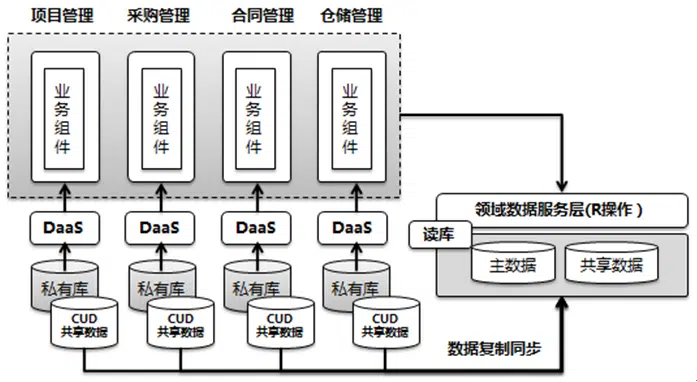 项目管理 采购管理 合同管理 仓储管理
业务组件 业务组件 业务组件 业务组件
DaaS DaaS DaaS DaaS
领域数据服务层(R操作）
读库
主数据 共享数据
私有库 私有库 私有库 私有库
CUD CUD CUD CUD
共享数据 共享数据 共享数据 共享数据
数据复制同步